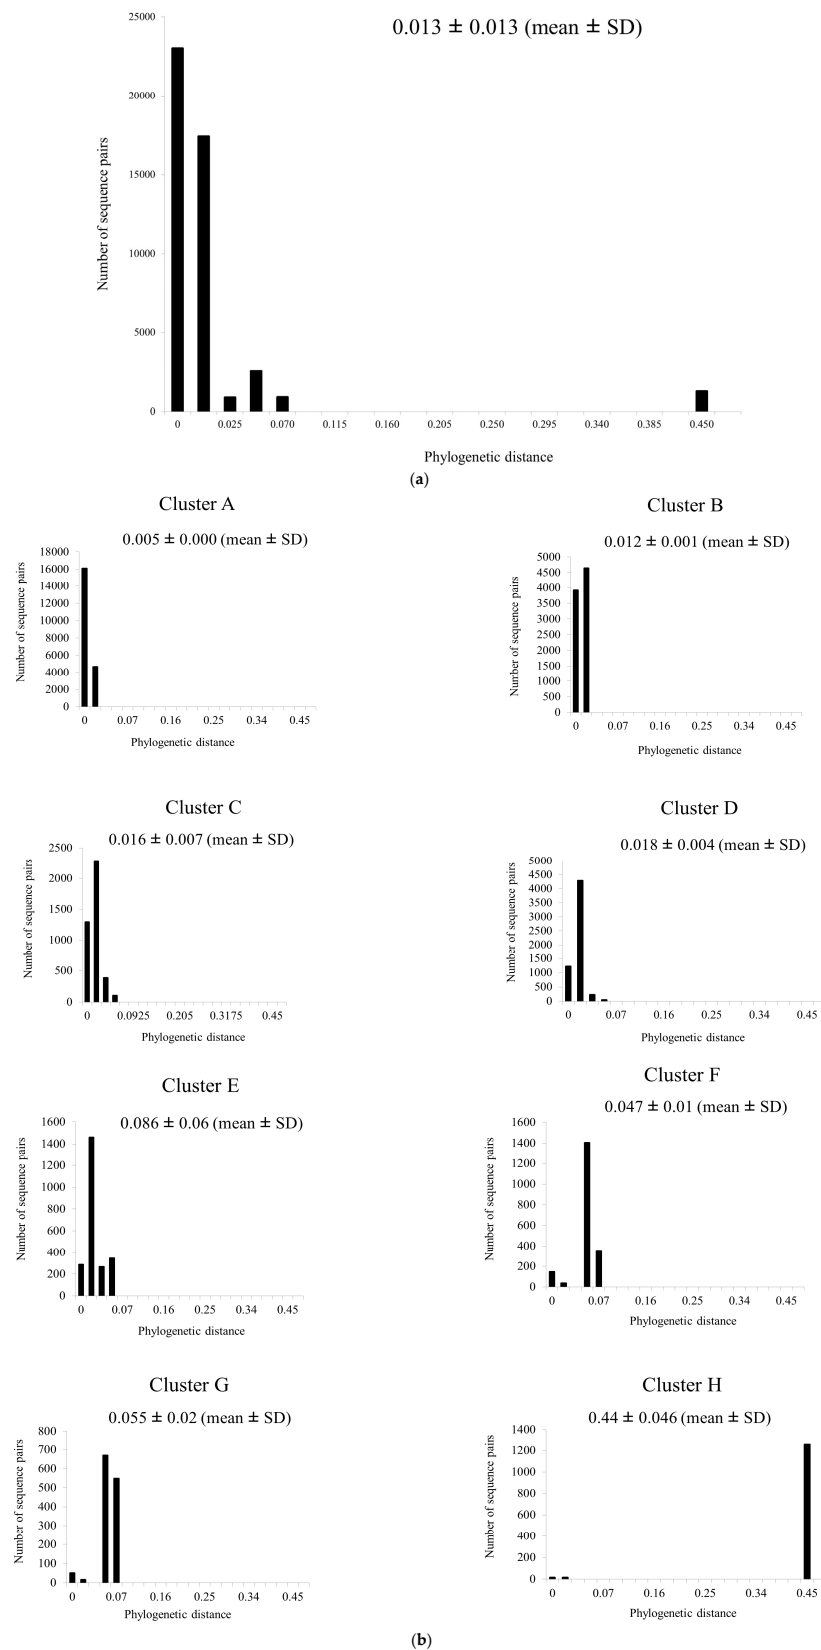 0.013 ± 0.013 (mean ± SD)
25000
20000
15000
10000
5000
0
Number of sequence pairs
0 0.025 0.070 0.115 0.160 0.205 0.250 0.295 0.340 0.385 0.450
Phylogenetic distance
(a)
Cluster A
0.005 ± 0.000 (mean ± SD)
18000
16000
14000
12000
10000
8000
6000
4000
2000
0
Number of sequence pairs
0 0.07 0.16 0.25 0.34 0.45
Phylogenetic distance
Cluster B
0.012 ± 0.001 (mean ± SD)
5000
4500
4000
3500
3000
2500
2000
1500
1000
500
0
Number of sequence pairs
0 0.07 0.16 0.25 0.34 0.45
Phylogenetic distance
Cluster C
0.016 ± 0.007 (mean ± SD)
2500
2000
1500
1000
500
0
Number of sequence pairs
0 0.0925 0.205 0.3175 0.45
Phylogenetic distance
Cluster D
0.018 ± 0.004 (mean ± SD)
5000
4500
4000
3500
3000
2500
2000
1500
1000
500
0
Number of sequence pairs
0 0.07 0.16 0.25 0.34 0.45
Phylogenetic distance
Cluster E
0.086 ± 0.06 (mean ± SD)
1600
1400
1200
1000
800
600
400
200
0
Number of sequence pairs
0 0.07 0.16 0.25 0.34 0.45
Phylogenetic distance
Cluster F
0.047 ± 0.01 (mean ± SD)
1600
1400
1200
1000
800
600
400
200
0
Number of sequence pairs
0 0.07 0.16 0.25 0.34 0.45
Phylogenetic distance
Cluster G
0.055 ± 0.02 (mean ± SD)
800
700
600
500
400
300
200
100
0
Number of sequence pairs
0 0.07 0.16 0.25 0.34 0.45
Phylogenetic distance
Cluster H
0.44 ± 0.046 (mean ± SD)
1400
1200
1000
800
600
400
200
0
Number of sequence pairs
0 0.07 0.16 0.25 0.34 0.45
Phylogenetic distance
(b)